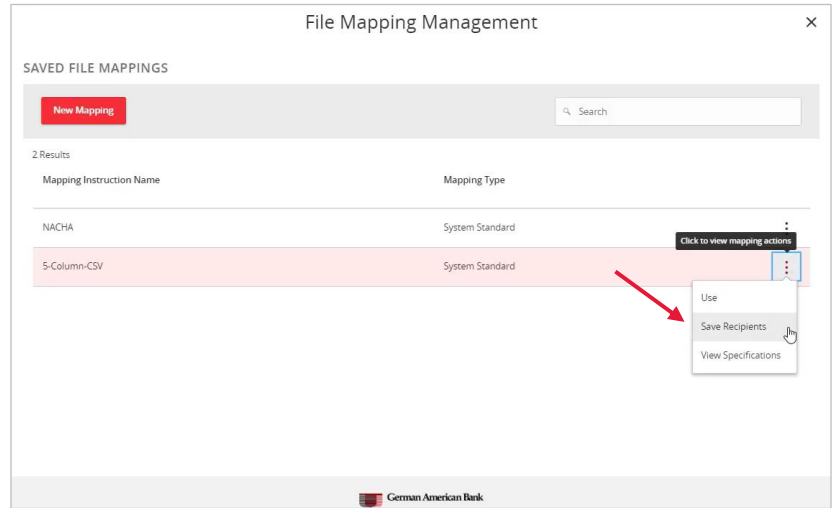 File Mapping Management
SAVED FILE MAPPINGS
New Mapping
Search
2 Results
Mapping Instruction Name Mapping Type
NACHA System Standard
Click to view mapping actions
5-Column-CSV System Standard
Use
Save Recipients
View Specifications
German American Bank